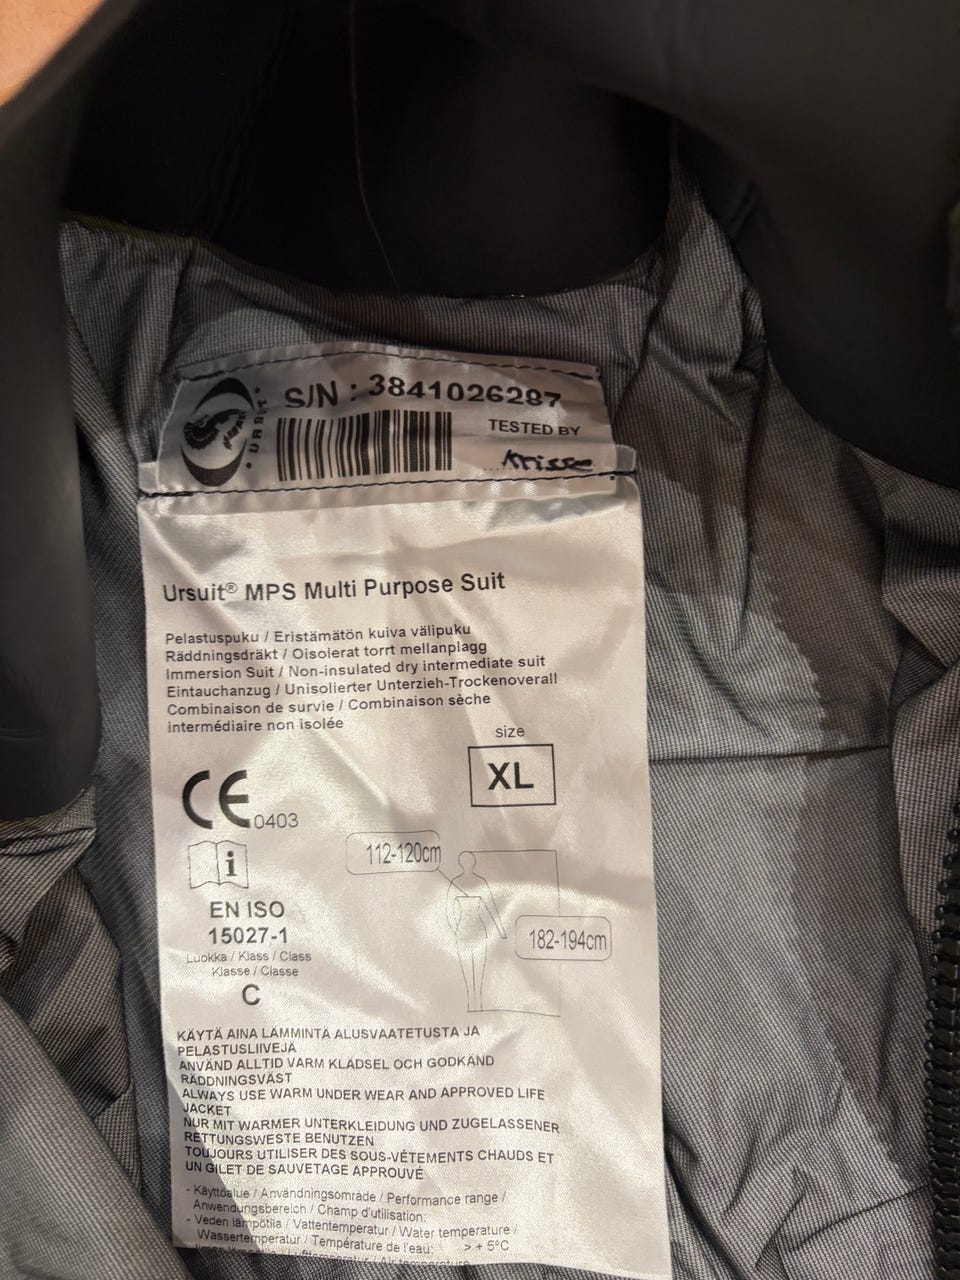 S/N : 3841026287
URSUIT
TESTED BY
Krisse
Ursuit® MPS Multi Purpose Suit
Pelastuspuku / Eristämätön kuiva välipuku
Räddningsdräkt / Oisolerat torrt mellanplagg
Immersion Suit / Non-insulated dry intermediate suit
Eintauchanzug / Unisolierter Unterzieh-Trockenoverall
Combinaison de survie / Combinaison sèche
intermédiaire non isolée
size
XL
CE 0403
112-120cm
i
EN ISO
15027-1
182-194cm
Luokka / Klass / Class
Klasse / Classe
C
KÄYTÄ AINA LÄMMINTÄ ALUSVAATETUSTA JA
PELASTUSLIIVEJÄ
ANVÄND ALLTID VARM KLÄDSEL OCH GODKÄND
RÄDDNINGSVÄST
ALWAYS USE WARM UNDER WEAR AND APPROVED LIFE
JACKET
NUR MIT WARMER UNTERKLEIDUNG UND ZUGELASSENER
RETTUNGSWESTE BENUTZEN
TOUJOURS UTILISER DES SOUS-VÊTEMENTS CHAUDS ET
UN GILET DE SAUVETAGE APPROUVÉ
- Käyttöalue / Användningsområde / Performance range /
Anwendungsbereich / Champ d'utilisation:
- Veden lämpötila / Vattentemperatur / Water temperature /
Wassertemperatur / Température de l'eau: > + 5°C
/ Lufttemperatur / Air temperature